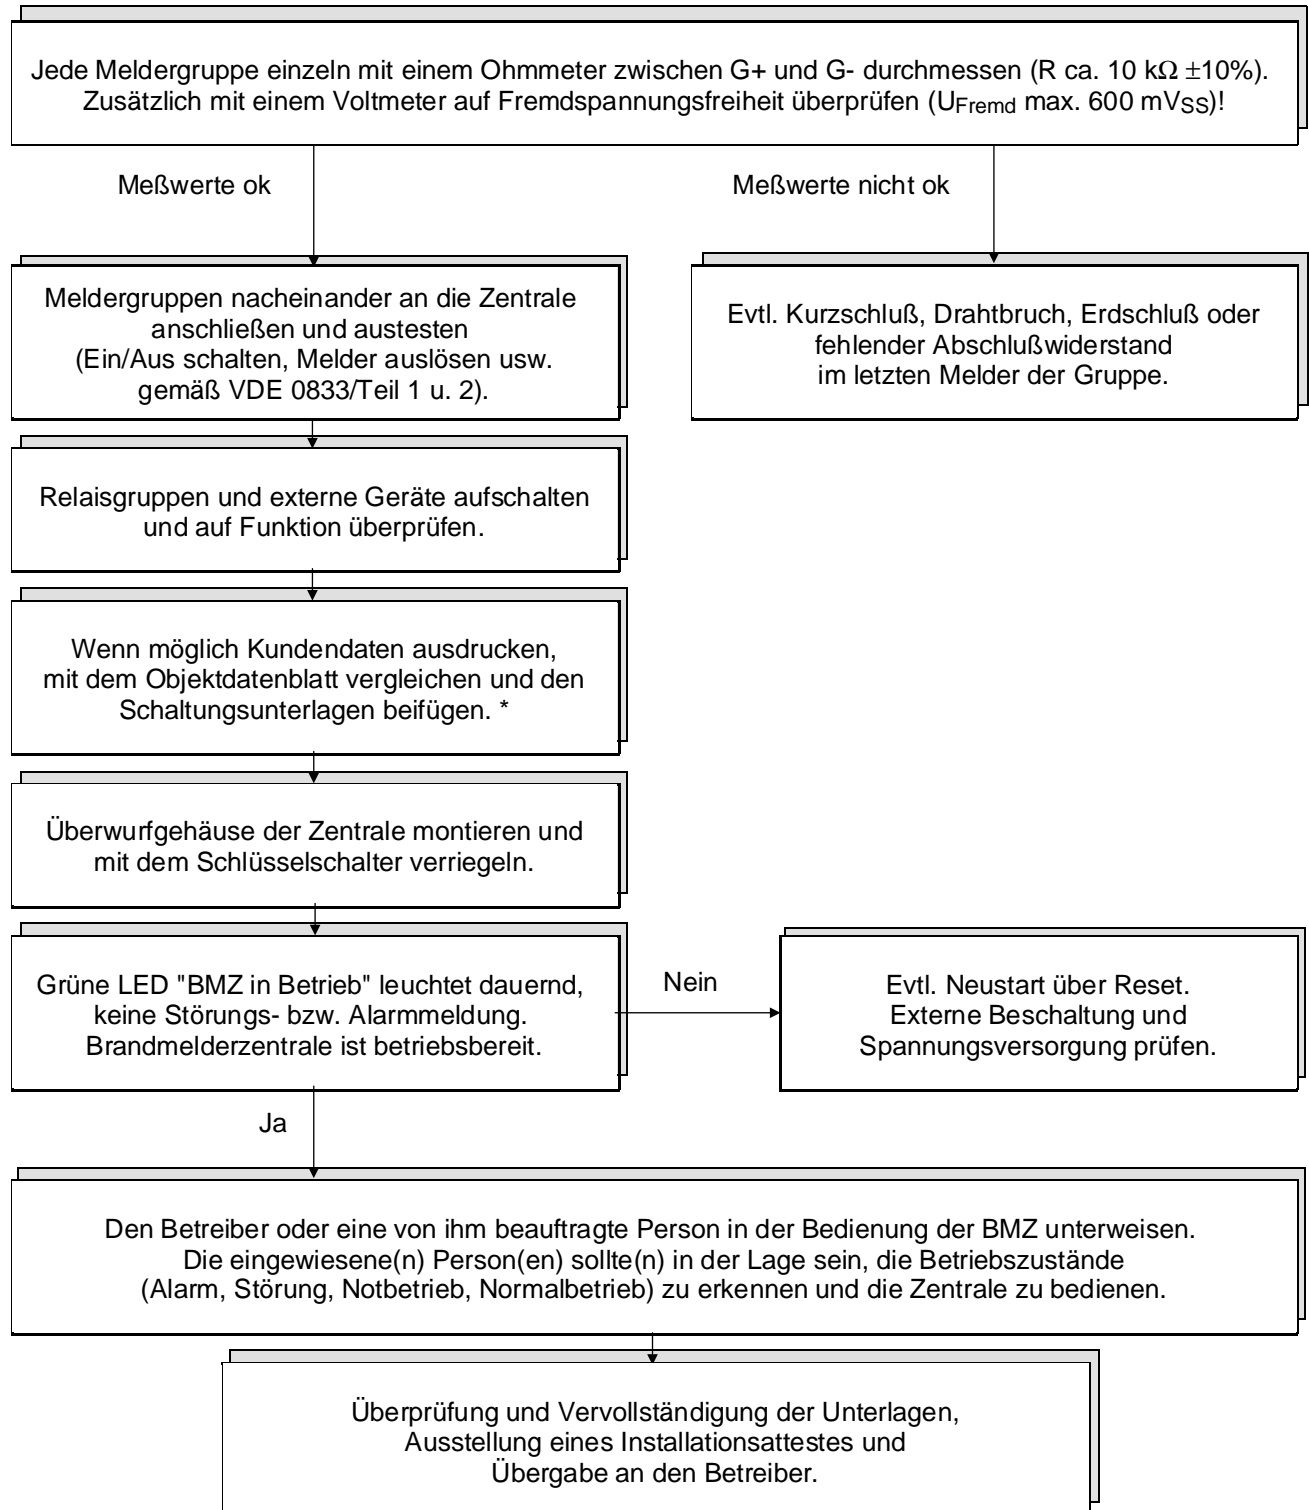 Jede Meldergruppe einzeln mit einem Ohmmeter zwischen G+ und G- durchmessen (R ca. 10 kΩ ±10%).
Zusätzlich mit einem Voltmeter auf Fremdspannungsfreiheit überprüfen (UFremd max. 600 mVSS)!
Meßwerte ok
Meßwerte nicht ok
Meldergruppen nacheinander an die Zentrale
anschließen und austesten
(Ein/Aus schalten, Melder auslösen usw.
gemäß VDE 0833/Teil 1 u. 2).
Evtl. Kurzschluß, Drahtbruch, Erdschluß oder
fehlender Abschlußwiderstand
im letzten Melder der Gruppe.
Relaisgruppen und externe Geräte aufschalten
und auf Funktion überprüfen.
Wenn möglich Kundendaten ausdrucken,
mit dem Objektdatenblatt vergleichen und den
Schaltungsunterlagen beifügen. *
Überwurfgehäuse der Zentrale montieren und
mit dem Schlüsselschalter verriegeln.
Grüne LED "BMZ in Betrieb" leuchtet dauernd,
keine Störungs- bzw. Alarmmeldung.
Brandmelderzentrale ist betriebsbereit.
Nein
Evtl. Neustart über Reset.
Externe Beschaltung und
Spannungsversorgung prüfen.
Ja
Den Betreiber oder eine von ihm beauftragte Person in der Bedienung der BMZ unterweisen.
Die eingewiesene(n) Person(en) sollte(n) in der Lage sein, die Betriebszustände
(Alarm, Störung, Notbetrieb, Normalbetrieb) zu erkennen und die Zentrale zu bedienen.
Überprüfung und Vervollständigung der Unterlagen,
Ausstellung eines Installationsattestes und
Übergabe an den Betreiber.